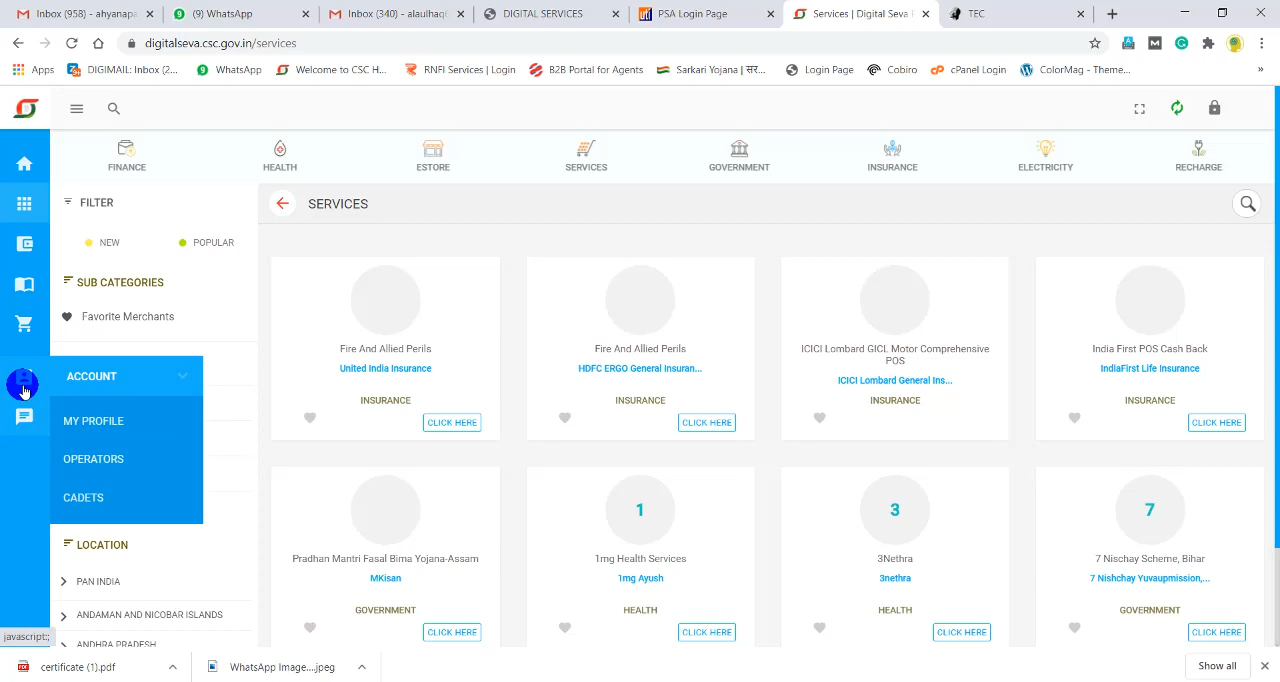 Inbox (958) - ahyanapa
(9) WhatsApp
Inbox (340) - alaulhaq6
DIGITAL SERVICES
PSA Login Page
Services | Digital Seva
TEC
digitalseva.csc.gov.in/services
Apps
DIGIMAIL: Inbox (2...
WhatsApp
Welcome to CSC H...
RNFI Services | Login
B2B Portal for Agents
Sarkari Yojana | सर...
Login Page
Cobiro
cPanel Login
ColorMag - Theme...
»
FINANCE
HEALTH
ESTORE
SERVICES
GOVERNMENT
INSURANCE
ELECTRICITY
RECHARGE
FILTER
SERVICES
NEW
POPULAR
SUB CATEGORIES
Favorite Merchants
ACCOUNT
MY PROFILE
OPERATORS
CADETS
LOCATION
PAN INDIA
ANDAMAN AND NICOBAR ISLANDS
ANDHRA PRADESH
Fire And Allied Perils
United India Insurance
INSURANCE
CLICK HERE
Fire And Allied Perils
HDFC ERGO General Insuran...
INSURANCE
CLICK HERE
ICICI Lombard GICL Motor Comprehensive
POS
ICICI Lombard General Ins...
INSURANCE
India First POS Cash Back
IndiaFirst Life Insurance
INSURANCE
CLICK HERE
Pradhan Mantri Fasal Bima Yojana-Assam
MKisan
GOVERNMENT
CLICK HERE
1
1mg Health Services
1mg Ayush
HEALTH
CLICK HERE
3
3Nethra
3nethra
HEALTH
CLICK HERE
7
7 Nischay Scheme, Bihar
7 Nishchay Yuvaupmission,...
GOVERNMENT
CLICK HERE
javascript:
certificate (1).pdf
WhatsApp Image....jpeg
Show all